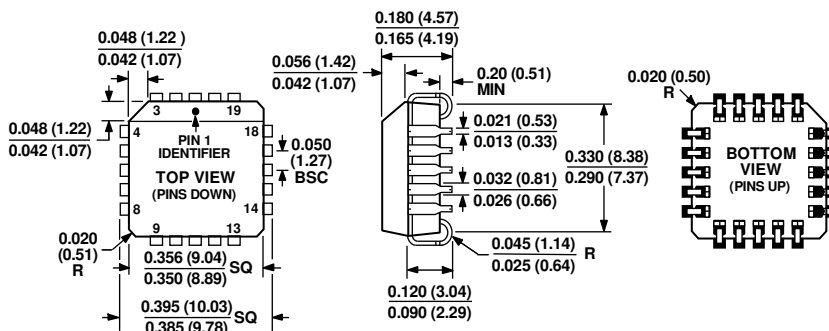 0.048 (1.22 )
0.042 (1.07)
0.048 (1.22)
0.042 (1.07)
3
19
4
18
PIN 1
IDENTIFIER
TOP VIEW
(PINS DOWN)
8
14
9
13
0.050
(1.27)
BSC
0.020
(0.51)
R
0.356 (9.04)
0.350 (8.89)
SQ
0.395 (10.03)
0.385 (9.78)
SQ
0.180 (4.57)
0.165 (4.19)
0.056 (1.42)
0.042 (1.07)
0.20 (0.51)
MIN
0.021 (0.53)
0.013 (0.33)
0.032 (0.81)
0.026 (0.66)
0.330 (8.38)
0.290 (7.37)
0.045 (1.14)
0.025 (0.64)
R
0.120 (3.04)
0.090 (2.29)
0.020 (0.50)
R
BOTTOM
VIEW
(PINS UP)